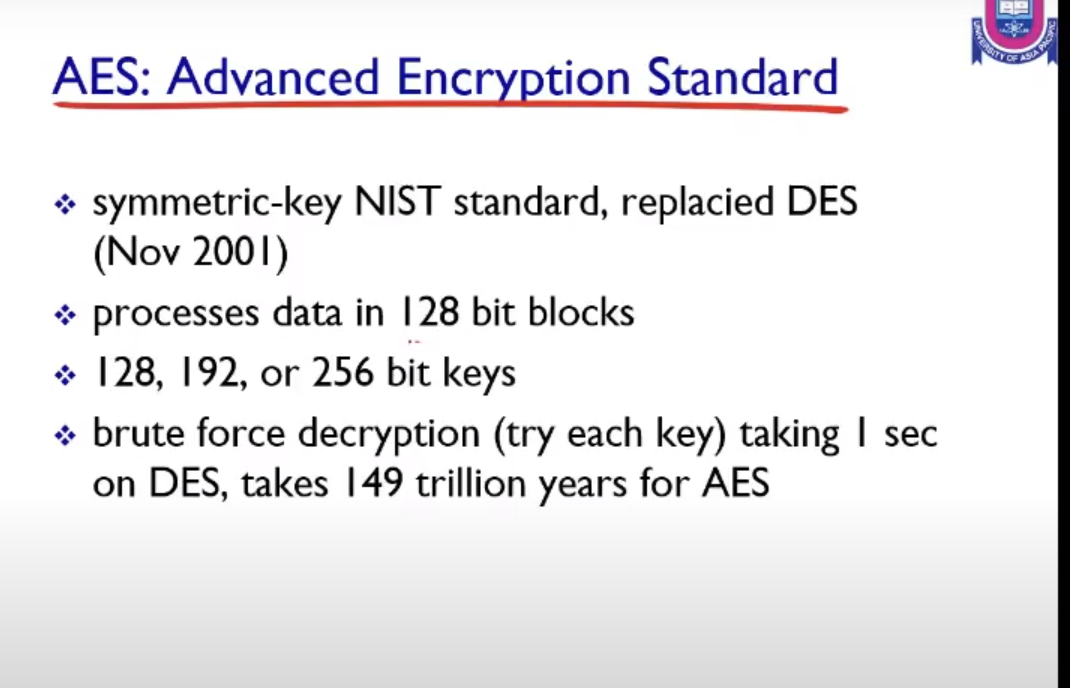 UNIVERSITY OF ASIA PACIFIC
AES: Advanced Encryption Standard
symmetric-key NIST standard, replacied DES
(Nov 2001)
processes data in 128 bit blocks
128, 192, or 256 bit keys
brute force decryption (try each key) taking 1 sec
on DES, takes 149 trillion years for AES